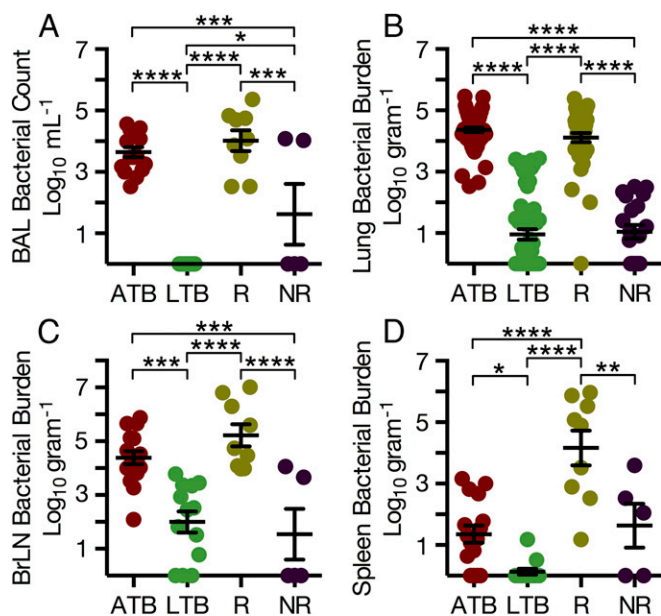 A
BAL Bacterial Count
Log10 mL−1
7
5
3
1
***
*
****
****
***
ATB LTB R NR
B
Lung Bacterial Burden
Log10 gram−1
7
5
3
1
****
****
****
****
ATB LTB R NR
C
BrLN Bacterial Burden
Log10 gram−1
7
5
3
1
***
****
***
****
ATB LTB R NR
D
Spleen Bacterial Burden
Log10 gram−1
7
5
3
1
****
****
*
**
ATB LTB R NR